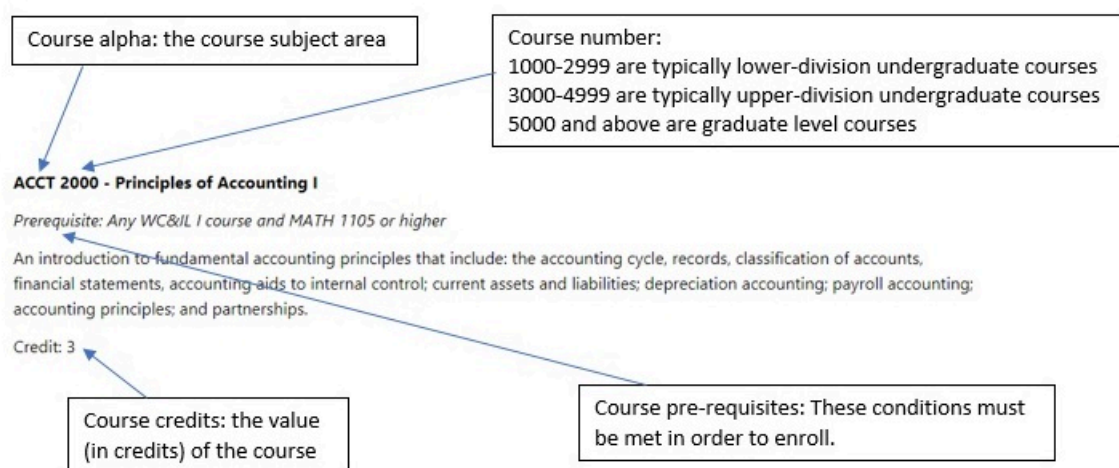 Course alpha: the course subject area
Course number:
1000-2999 are typically lower-division undergraduate courses
3000-4999 are typically upper-division undergraduate courses
5000 and above are graduate level courses
ACCT 2000 - Principles of Accounting I
Prerequisite: Any WC&IL I course and MATH 1105 or higher
An introduction to fundamental accounting principles that include: the accounting cycle, records, classification of accounts,
financial statements, accounting aids to internal control; current assets and liabilities; depreciation accounting; payroll accounting;
accounting principles; and partnerships.
Credit: 3
Course credits: the value
(in credits) of the course
Course pre-requisites: These conditions must
be met in order to enroll.